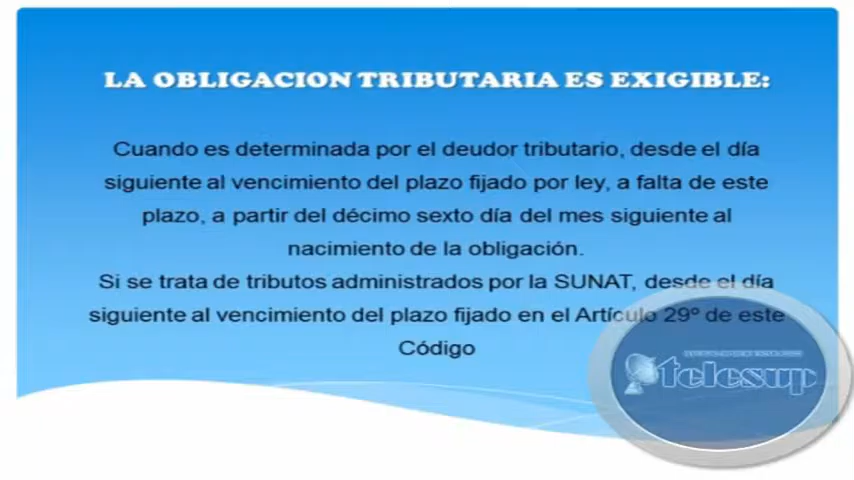 LA OBLIGACION TRIBUTARIA ES EXIGIBLE:
Cuando es determinada por el deudor tributario, desde el día
siguiente al vencimiento del plazo fijado por ley, a falta de este
plazo, a partir del décimo sexto día del mes siguiente al
nacimiento de la obligación.
Si se trata de tributos administrados por la SUNAT, desde el día
siguiente al vencimiento del plazo fijado en el Artículo 29º de este
Código
telesup